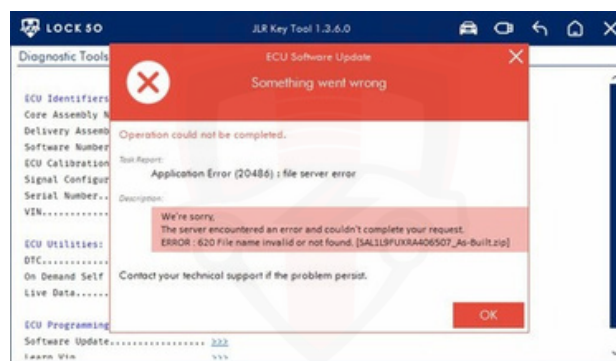 LOCK 50
JLR Key Tool 1.3.6.0
Diagnostic Tools
ECU Software Update
Something went wrong
Operation could not be completed.
Task Report:
Application Error (20486) : file server error
Description:
We're sorry,
The server encountered an error and couldn't complete your request.
ERROR : 620 File name invalid or not found. [SAL1L9FUXRA406507_As-Built.zip]
Contact your technical support if the problem persist.
OK
ECU Identifiers
Core Assembly N
Delivery Assemb
Software Number
ECU Calibration
Signal Configur
Serial Number..
VIN............
ECU Utilities:
DTC............
On Demand Self
Live Data......
ECU Programming
Software Update................. >>>
Learn Vin >>>